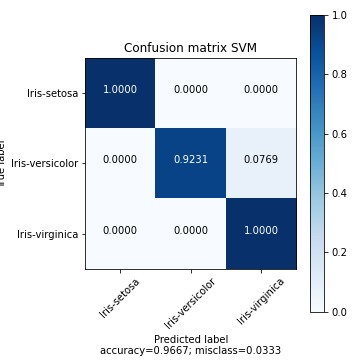 Confusion matrix SVM
1.0
0.8
0.6
0.4
0.2
0.0
True label
Iris-setosa 1.0000 0.0000 0.0000
Iris-versicolor 0.0000 0.9231 0.0769
Iris-virginica 0.0000 0.0000 1.0000
Iris-setosa Iris-versicolor Iris-virginica
Predicted label
accuracy=0.9667; misclass=0.0333